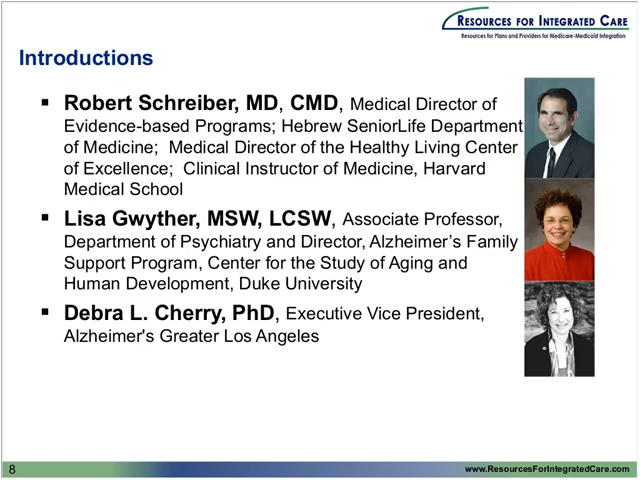 RESOURCES FOR INTEGRATED CARE
Resources for Plans and Providers for Medicare-Medicaid Integration
Introductions
▪ Robert Schreiber, MD, CMD, Medical Director of
Evidence-based Programs; Hebrew SeniorLife Department
of Medicine; Medical Director of the Healthy Living Center
of Excellence; Clinical Instructor of Medicine, Harvard
Medical School
▪ Lisa Gwyther, MSW, LCSW, Associate Professor,
Department of Psychiatry and Director, Alzheimer’s Family
Support Program, Center for the Study of Aging and
Human Development, Duke University
▪ Debra L. Cherry, PhD, Executive Vice President,
Alzheimer's Greater Los Angeles
8
www.ResourcesForIntegratedCare.com